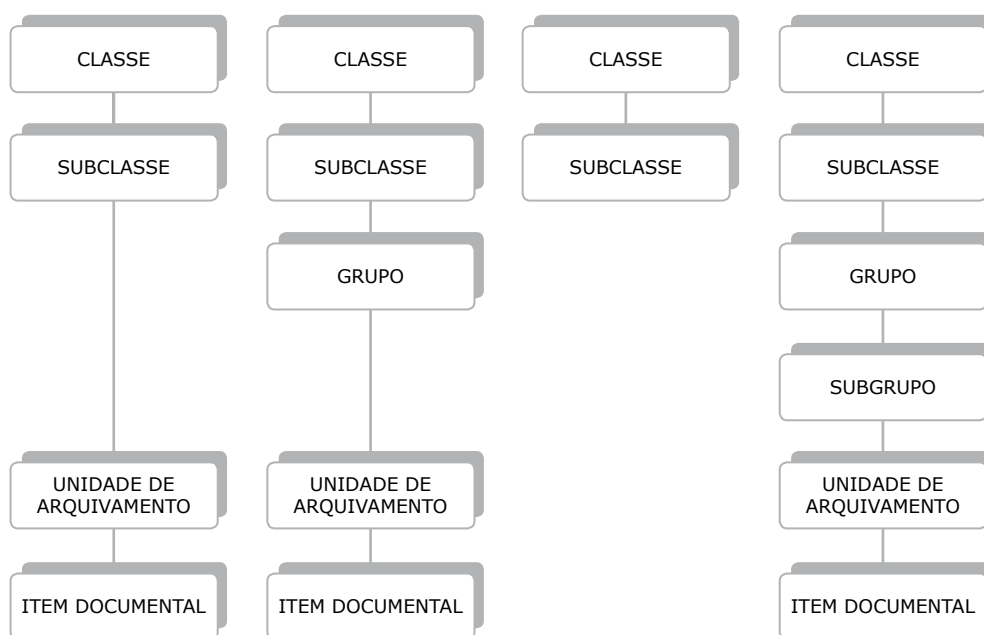 CLASSE
SUBCLASSE
UNIDADE DE
ARQUIVAMENTO
ITEM DOCUMENTAL
CLASSE
SUBCLASSE
GRUPO
UNIDADE DE
ARQUIVAMENTO
ITEM DOCUMENTAL
CLASSE
SUBCLASSE
CLASSE
SUBCLASSE
GRUPO
SUBGRUPO
UNIDADE DE
ARQUIVAMENTO
ITEM DOCUMENTAL